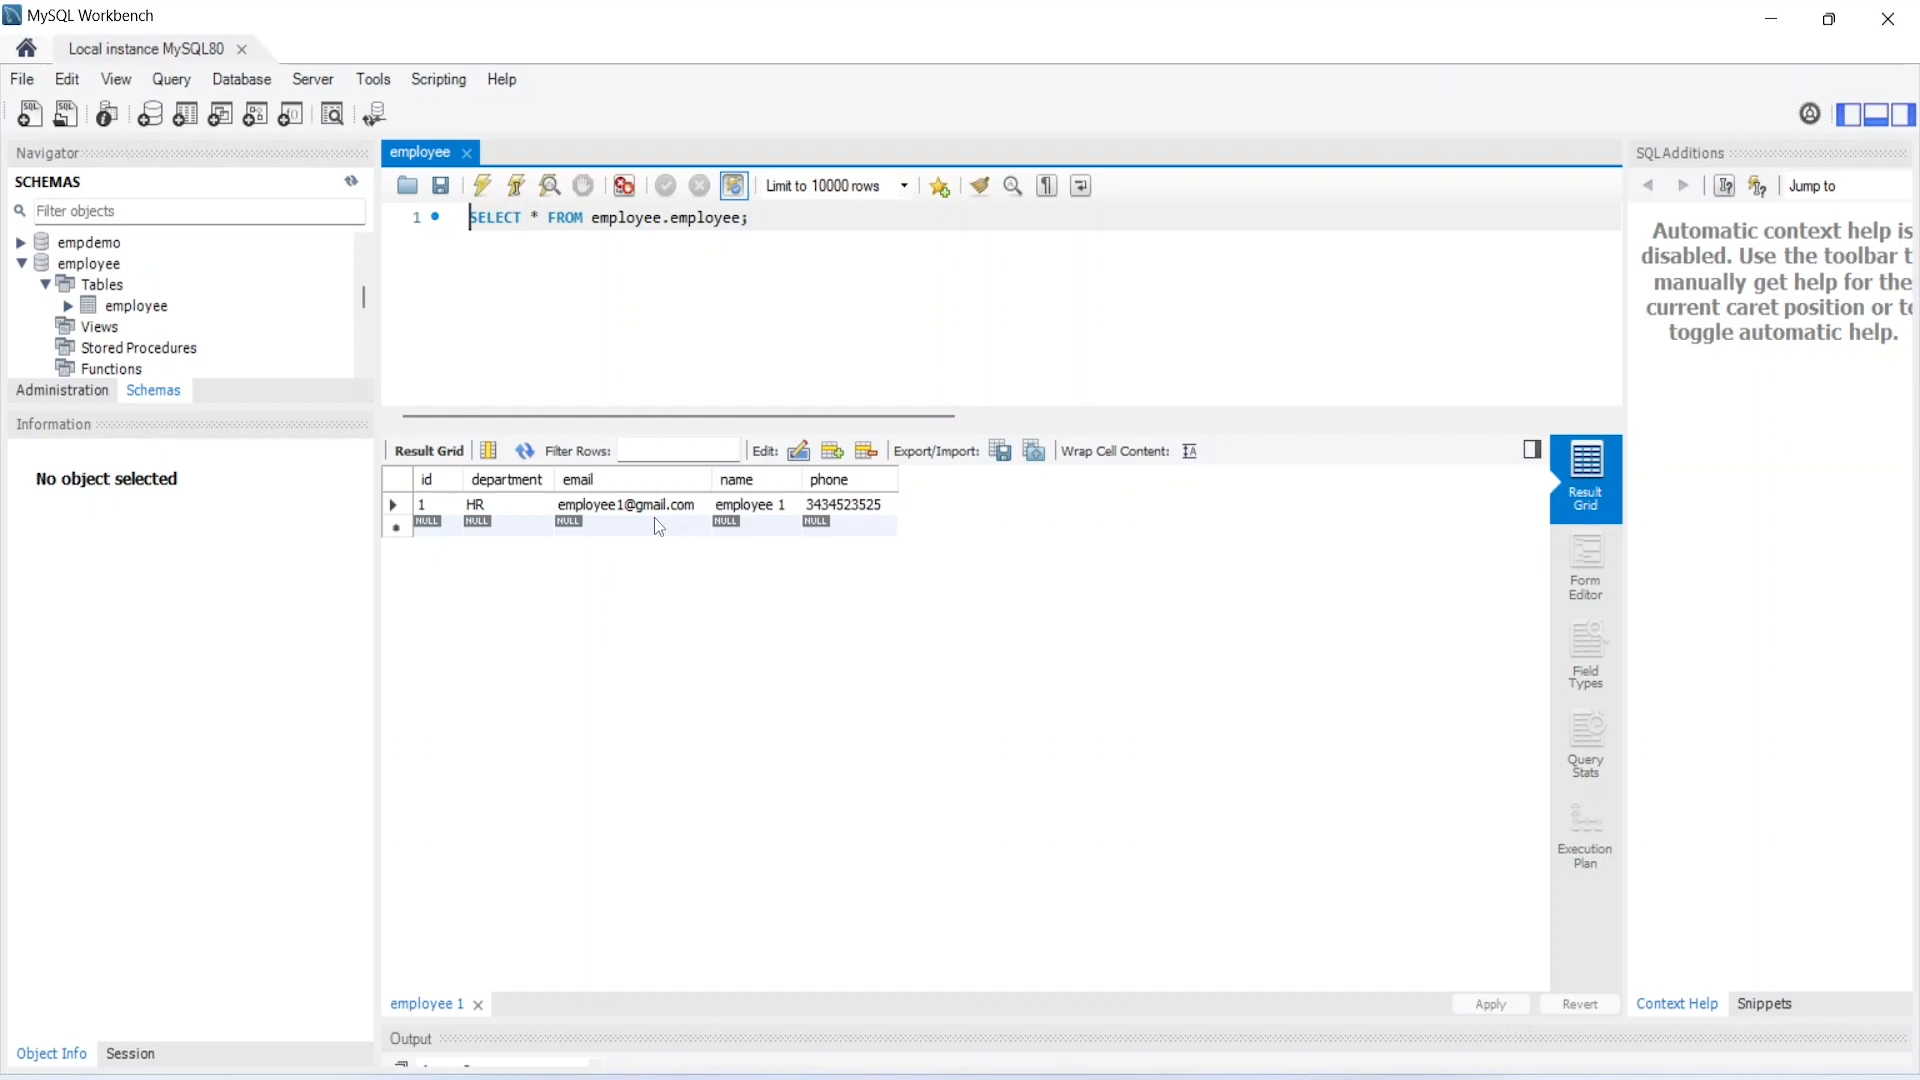 MySQL Workbench
Local instance MySQL80
File Edit View Query Database Server Tools Scripting Help
Navigator
SCHEMAS
Filter objects
empdemo
employee
Tables
employee
Views
Stored Procedures
Functions
Administration Schemas
Information
No object selected
Object Info Session
employee
Limit to 10000 rows
1 SELECT * FROM employee.employee;
Result Grid Filter Rows: Edit: Export/Import: Wrap Cell Content:
id department email name phone
1 HR employee1@gmail.com employee 1 3434523525
NULL NULL NULL NULL NULL
Result
Grid
Form
Editor
Field
Types
Query
Stats
Execution
Plan
employee 1
Apply Revert
Output
SQLAdditions
Jump to
Automatic context help is
disabled. Use the toolbar t
manually get help for the
current caret position or to
toggle automatic help.
Context Help Snippets